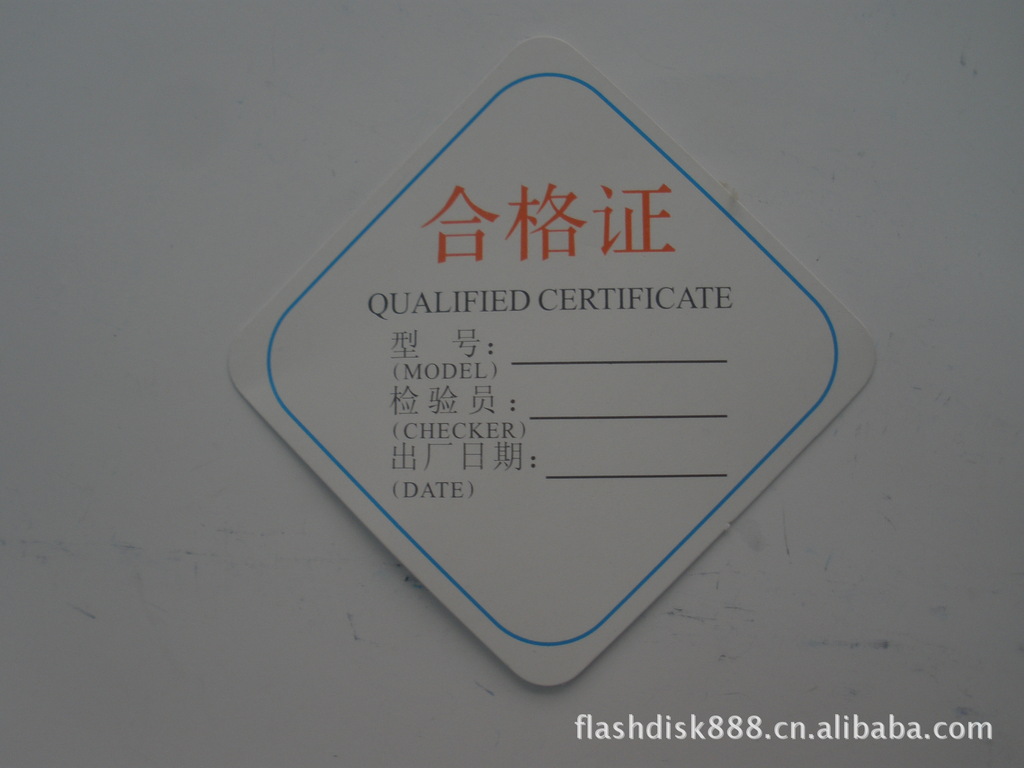 合格证
QUALIFIED CERTIFICATE
型 号：
(MODEL)
检验员：
(CHECKER)
出厂日期：
(DATE)
flashdisk888.cn.alibaba.com